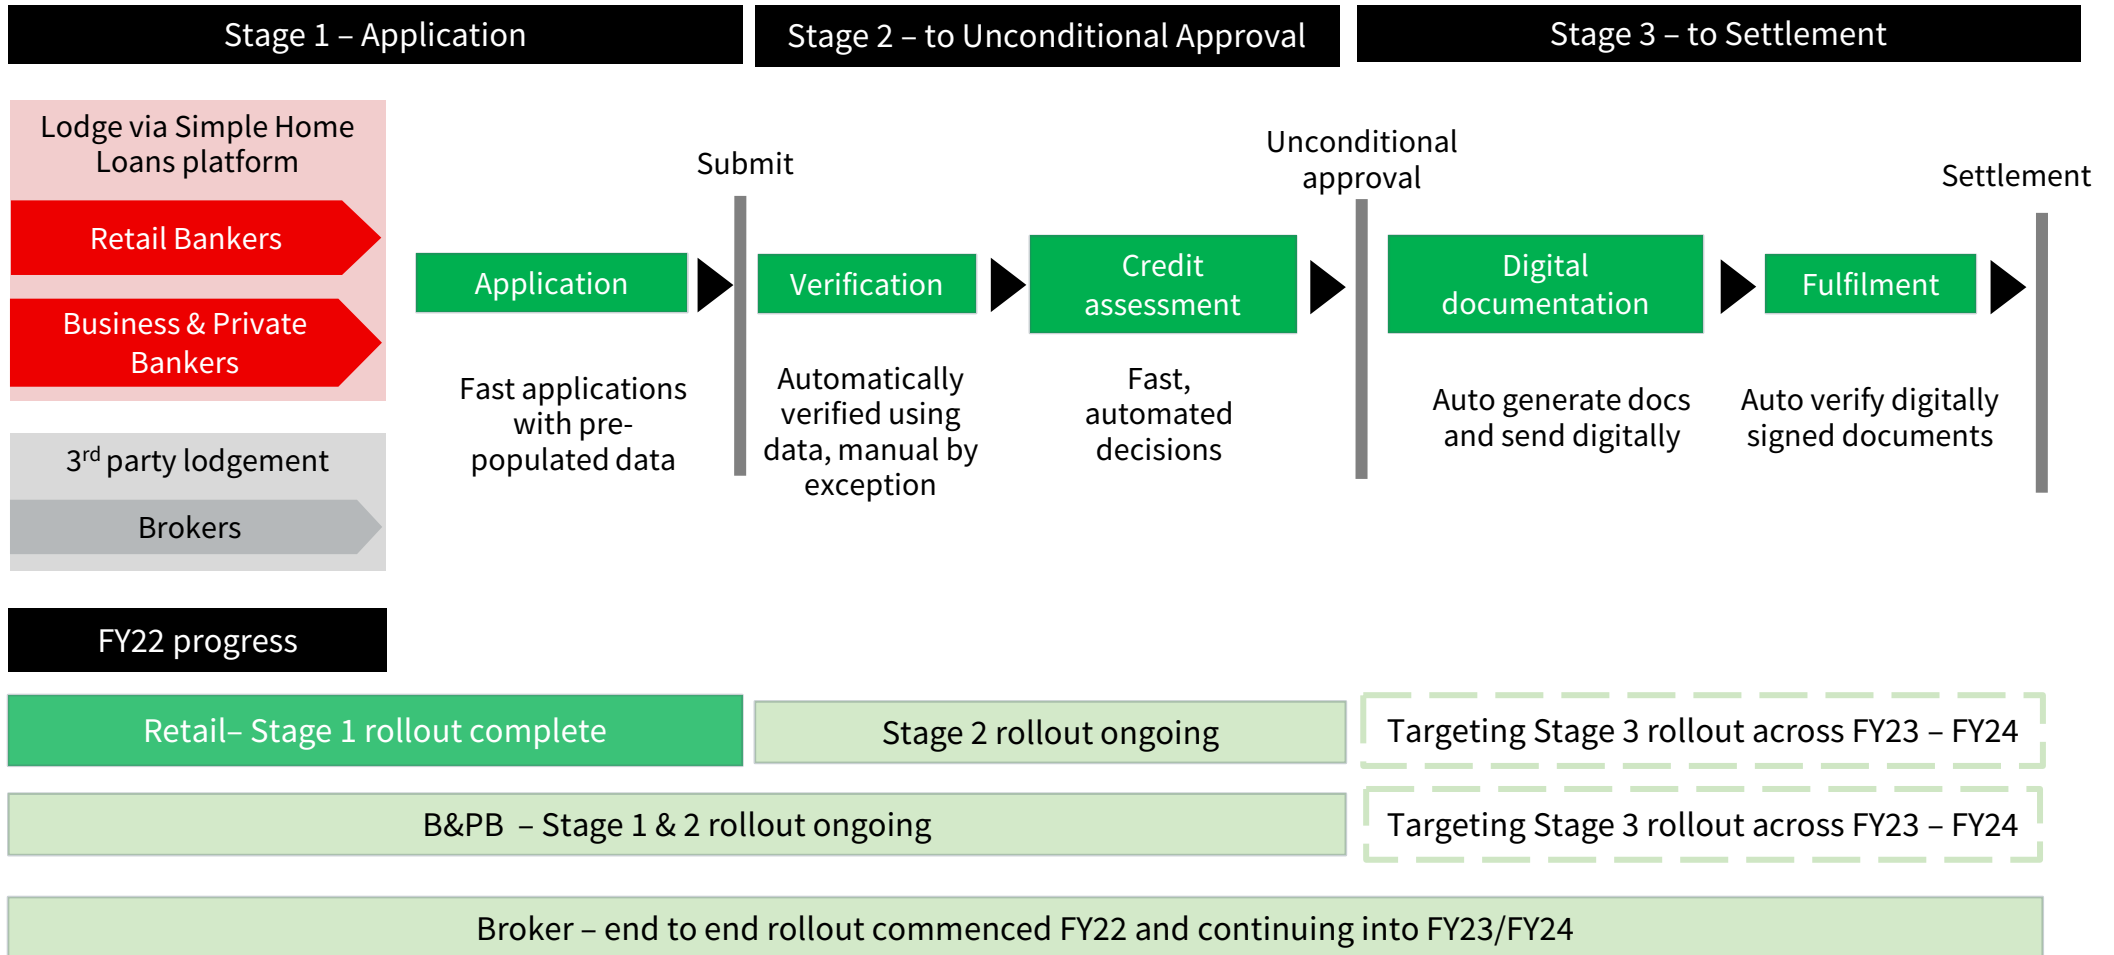 Stage 1 – Application
Stage 2 – to Unconditional Approval
Stage 3 – to Settlement
Lodge via Simple Home
Loans platform
Retail Bankers
Business & Private
Bankers
3rd party lodgement
Brokers
Application
Fast applications
with pre-
populated data
Submit
Verification
Automatically
verified using
data, manual by
exception
Credit
assessment
Fast,
automated
decisions
Unconditional
approval
Digital
documentation
Auto generate docs
and send digitally
Fulfilment
Auto verify digitally
signed documents
Settlement
FY22 progress
Retail– Stage 1 rollout complete
Stage 2 rollout ongoing
Targeting Stage 3 rollout across FY23 – FY24
B&PB – Stage 1 & 2 rollout ongoing
Targeting Stage 3 rollout across FY23 – FY24
Broker – end to end rollout commenced FY22 and continuing into FY23/FY24